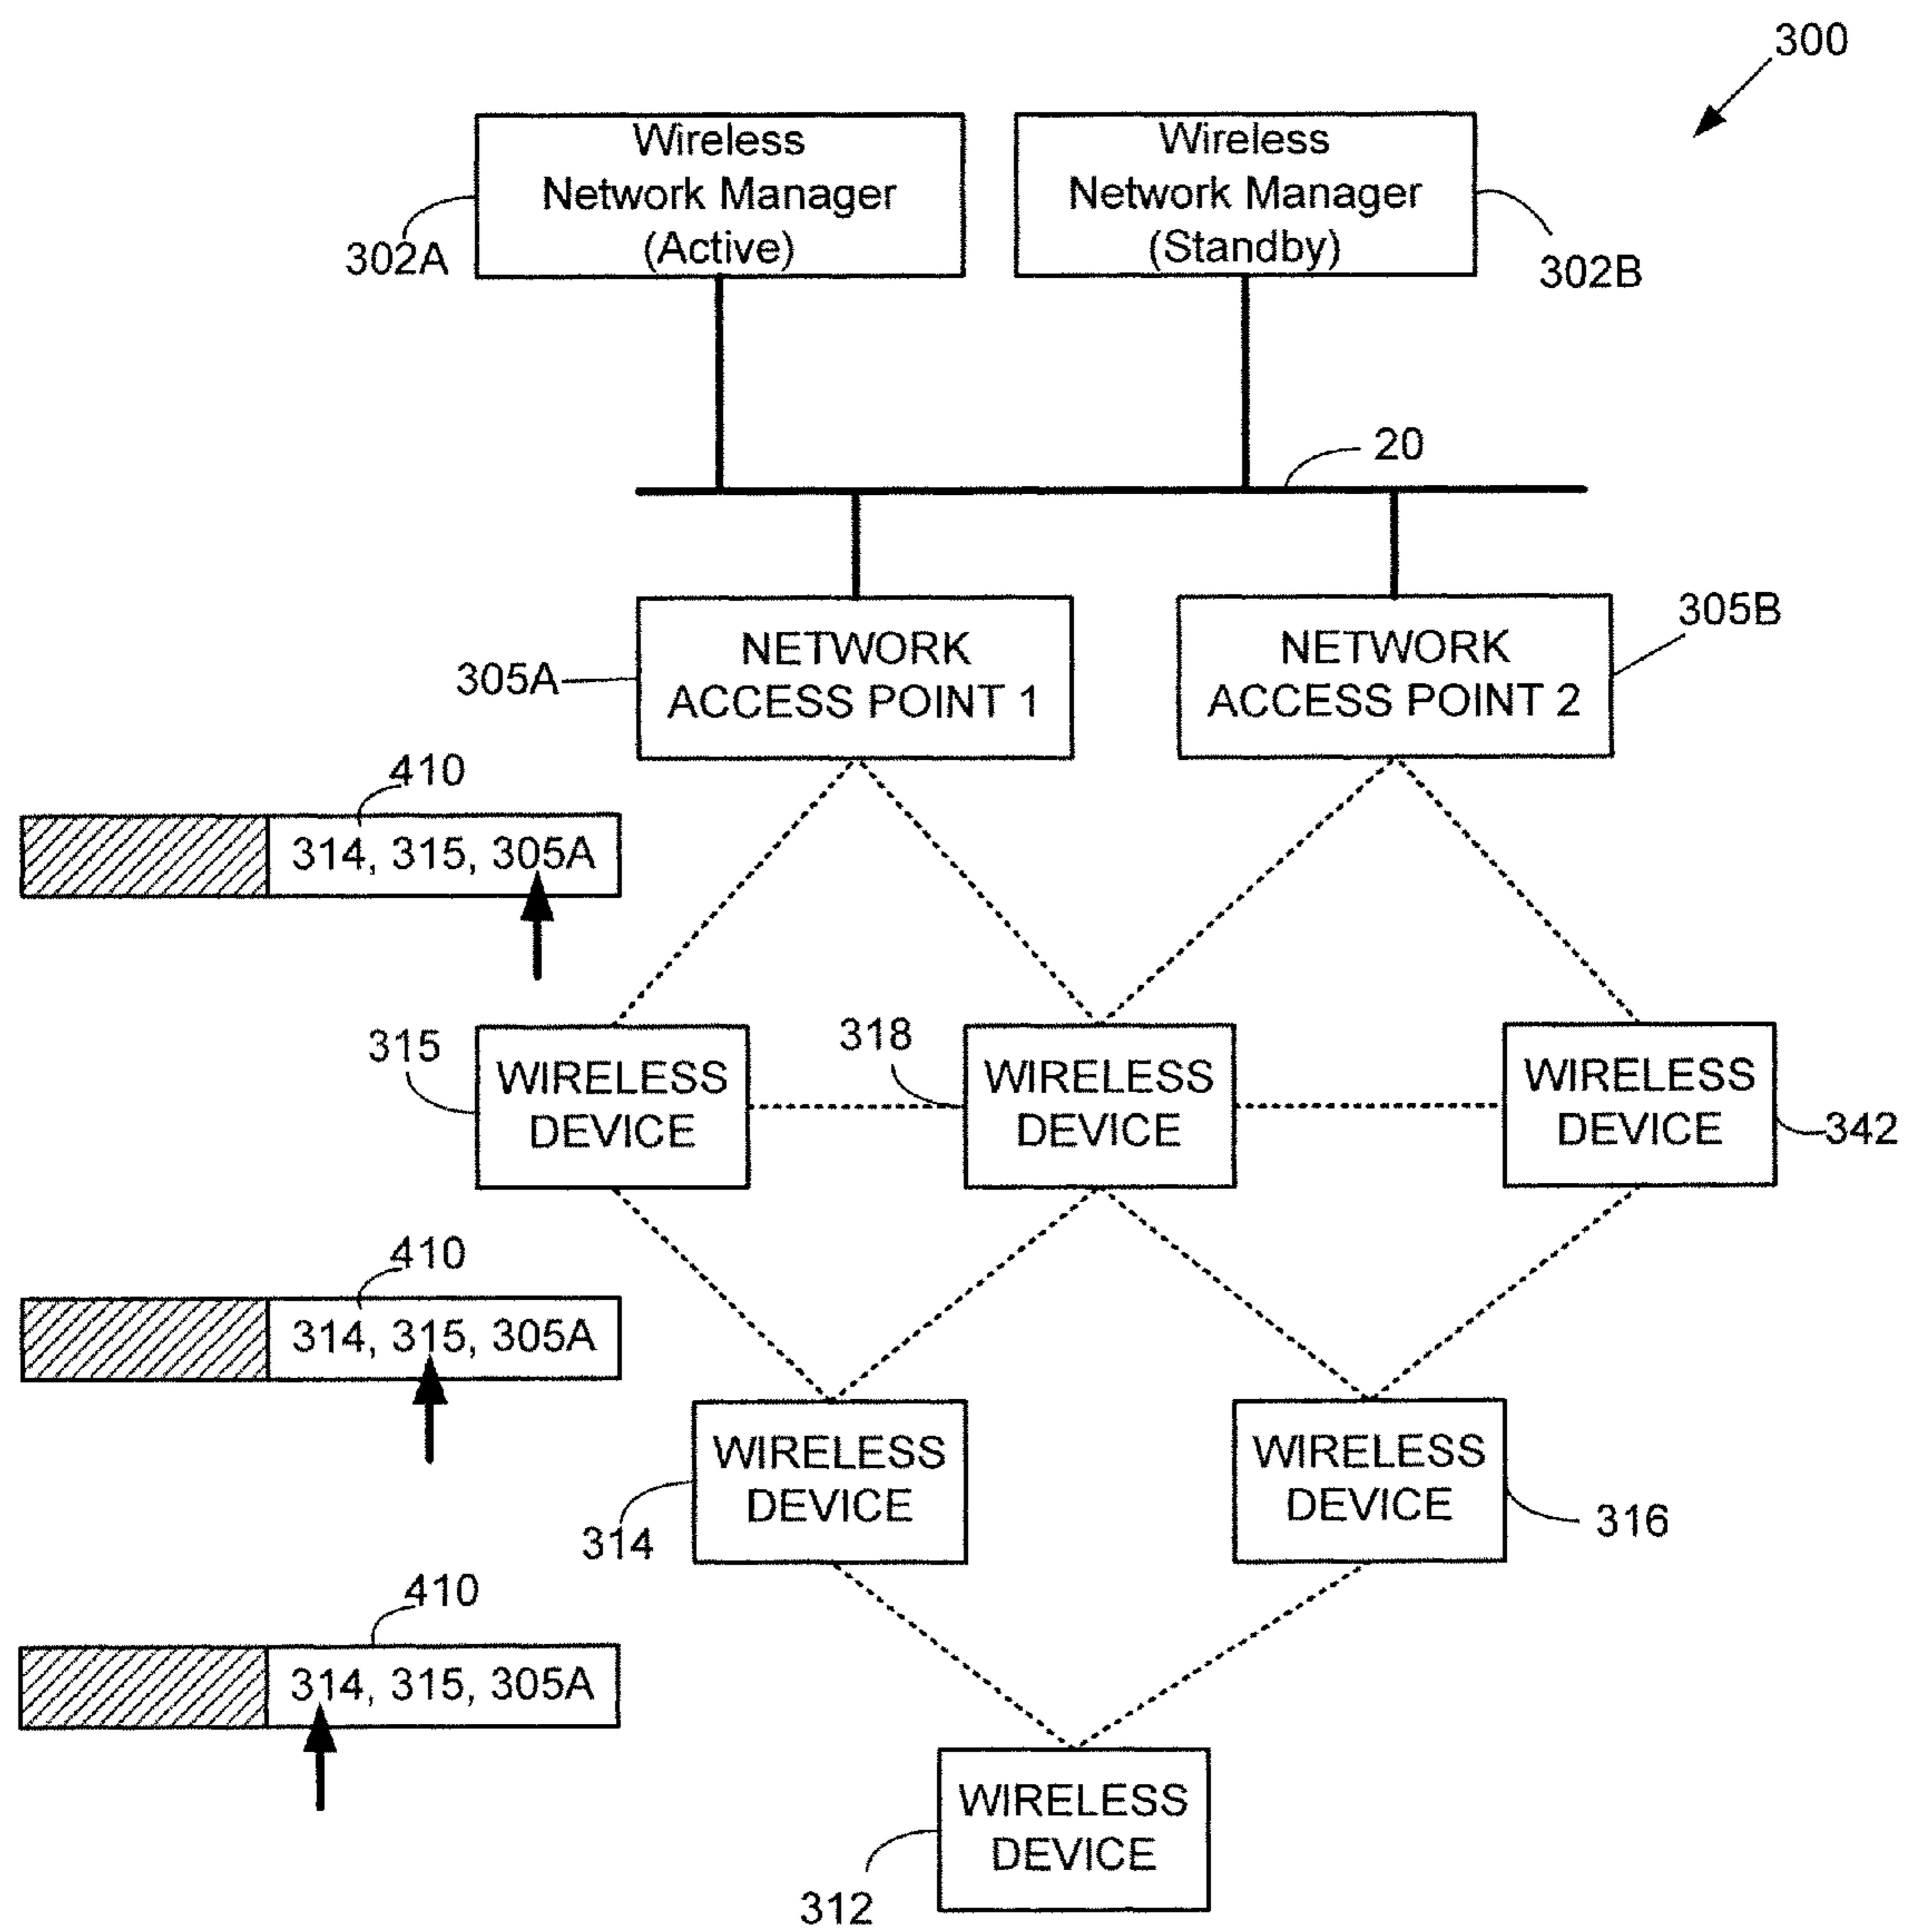 300
Wireless
Network Manager
(Active)
Wireless
Network Manager
(Standby)
302A
302B
20
NETWORK
ACCESS POINT 1
NETWORK
ACCESS POINT 2
305A
305B
410
314, 315, 305A
315
WIRELESS
DEVICE
318
WIRELESS
DEVICE
WIRELESS
DEVICE
342
410
314, 315, 305A
WIRELESS
DEVICE
314
WIRELESS
DEVICE
316
410
314, 315, 305A
WIRELESS
DEVICE
312